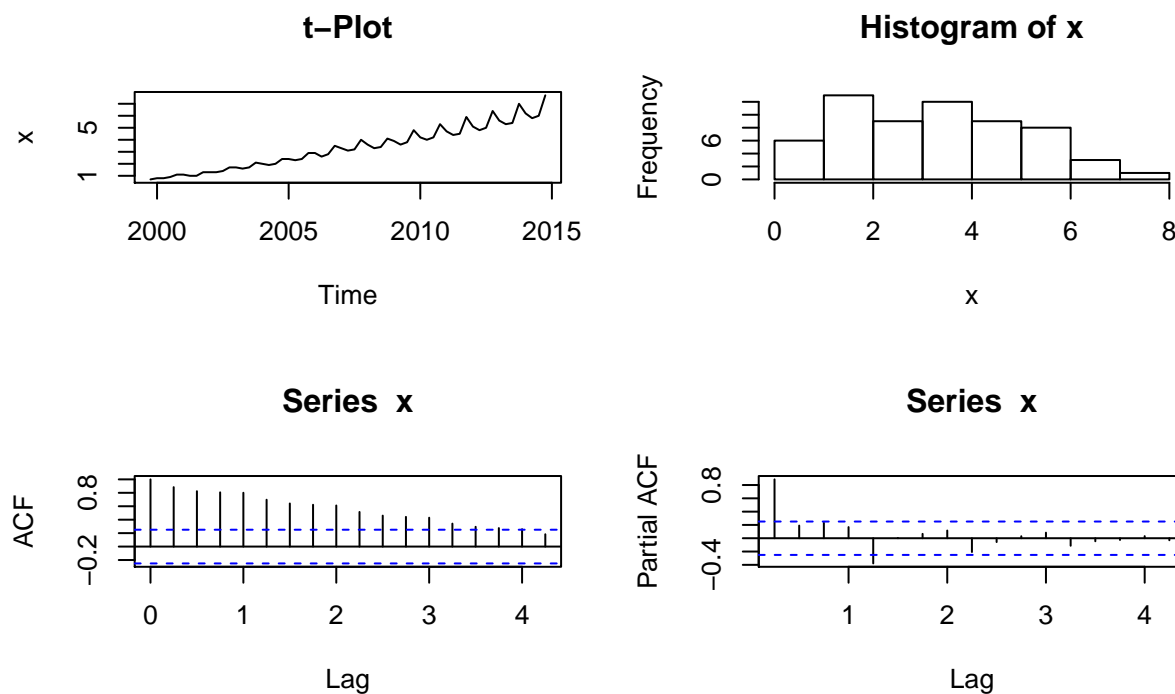 t−Plot
x
5
1
2000 2005 2010 2015
Time
Histogram of x
Frequency
6
0
0 2 4 6 8
x
Series x
ACF
0.8
−0.2
0 1 2 3 4
Lag
Series x
Partial ACF
0.8
−0.4
1 2 3 4
Lag